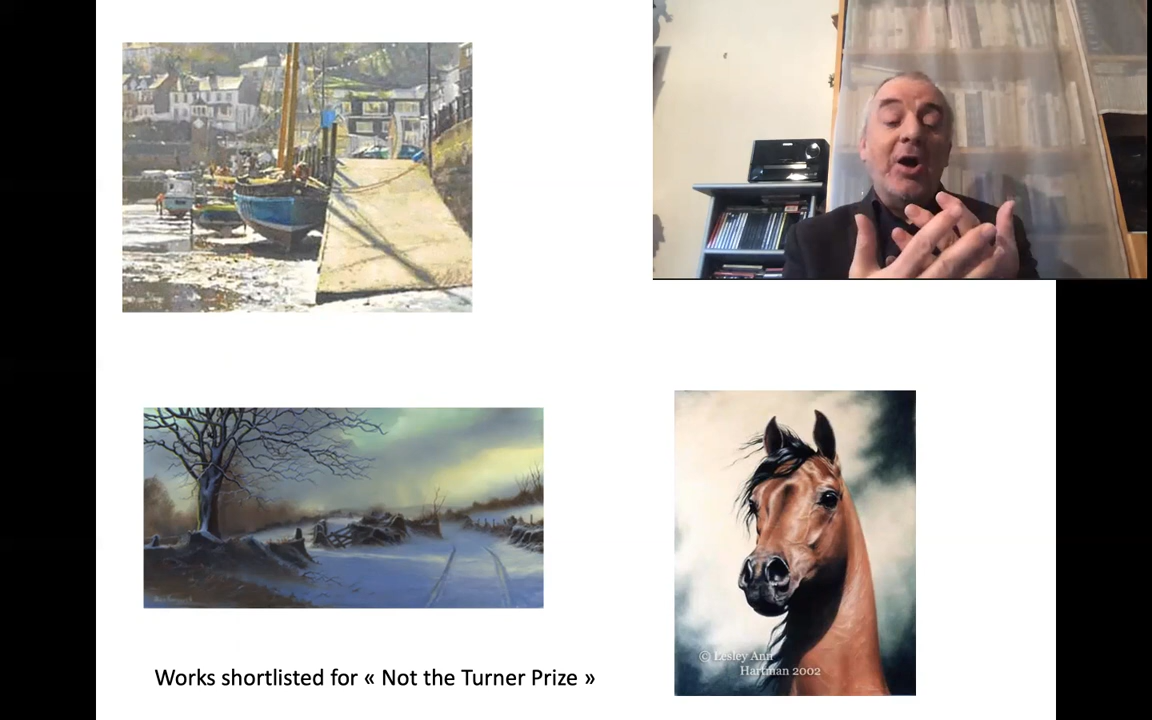 © Lesley Ann
Hartman 2002
Works shortlisted for « Not the Turner Prize »